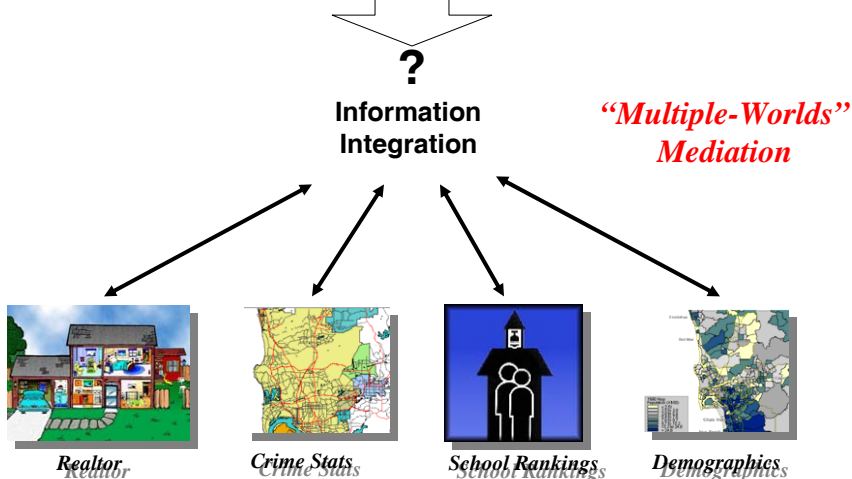 ?
Information
Integration
“Multiple-Worlds”
Mediation
Realtor
Crime Stats
School Rankings
Demographics